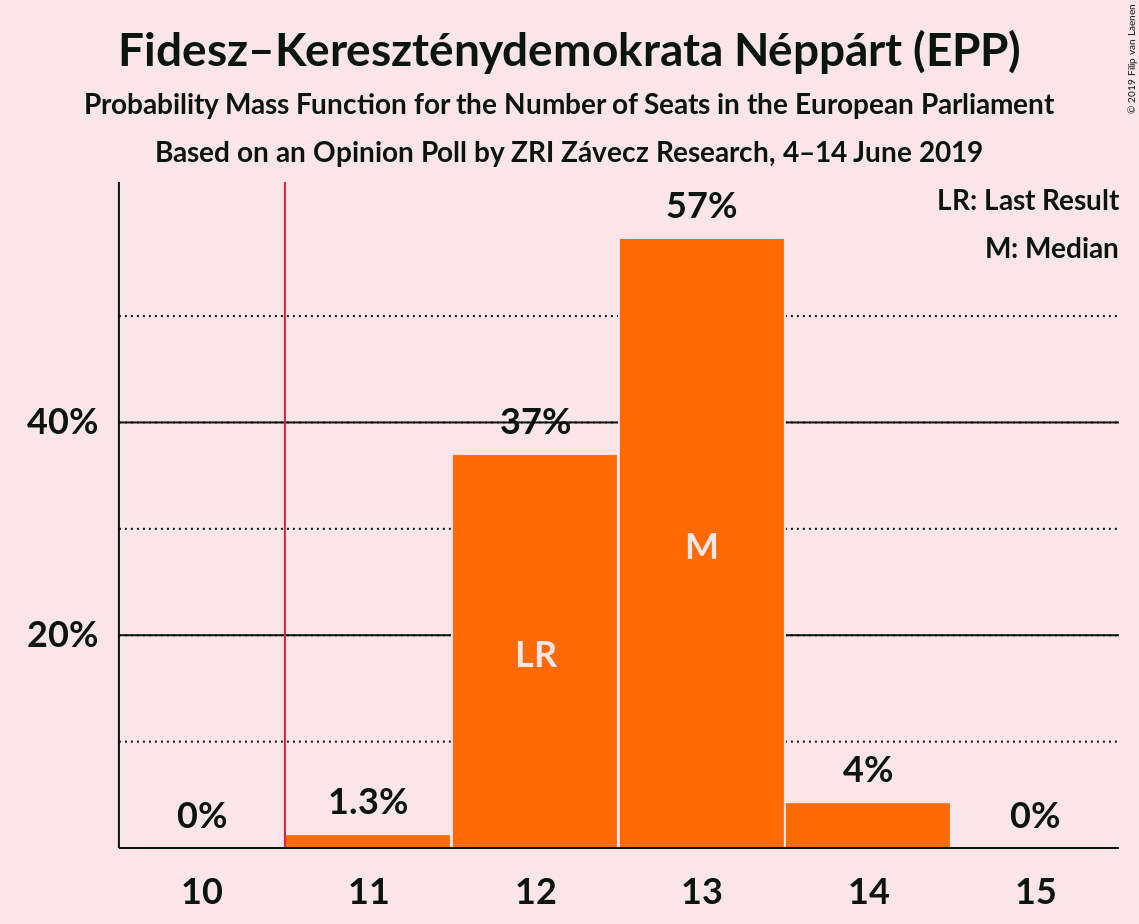 Fidesz–Kereszténydemokrata Néppárt (EPP)
Probability Mass Function for the Number of Seats in the European Parliament
Based on an Opinion Poll by ZRI Závecz Research, 4–14 June 2019
© 2019 Filip van Laenen
LR: Last Result
M: Median
57%
40%
37%
M
20%
LR
4%
1.3%
0%
0%
10 11 12 13 14 15